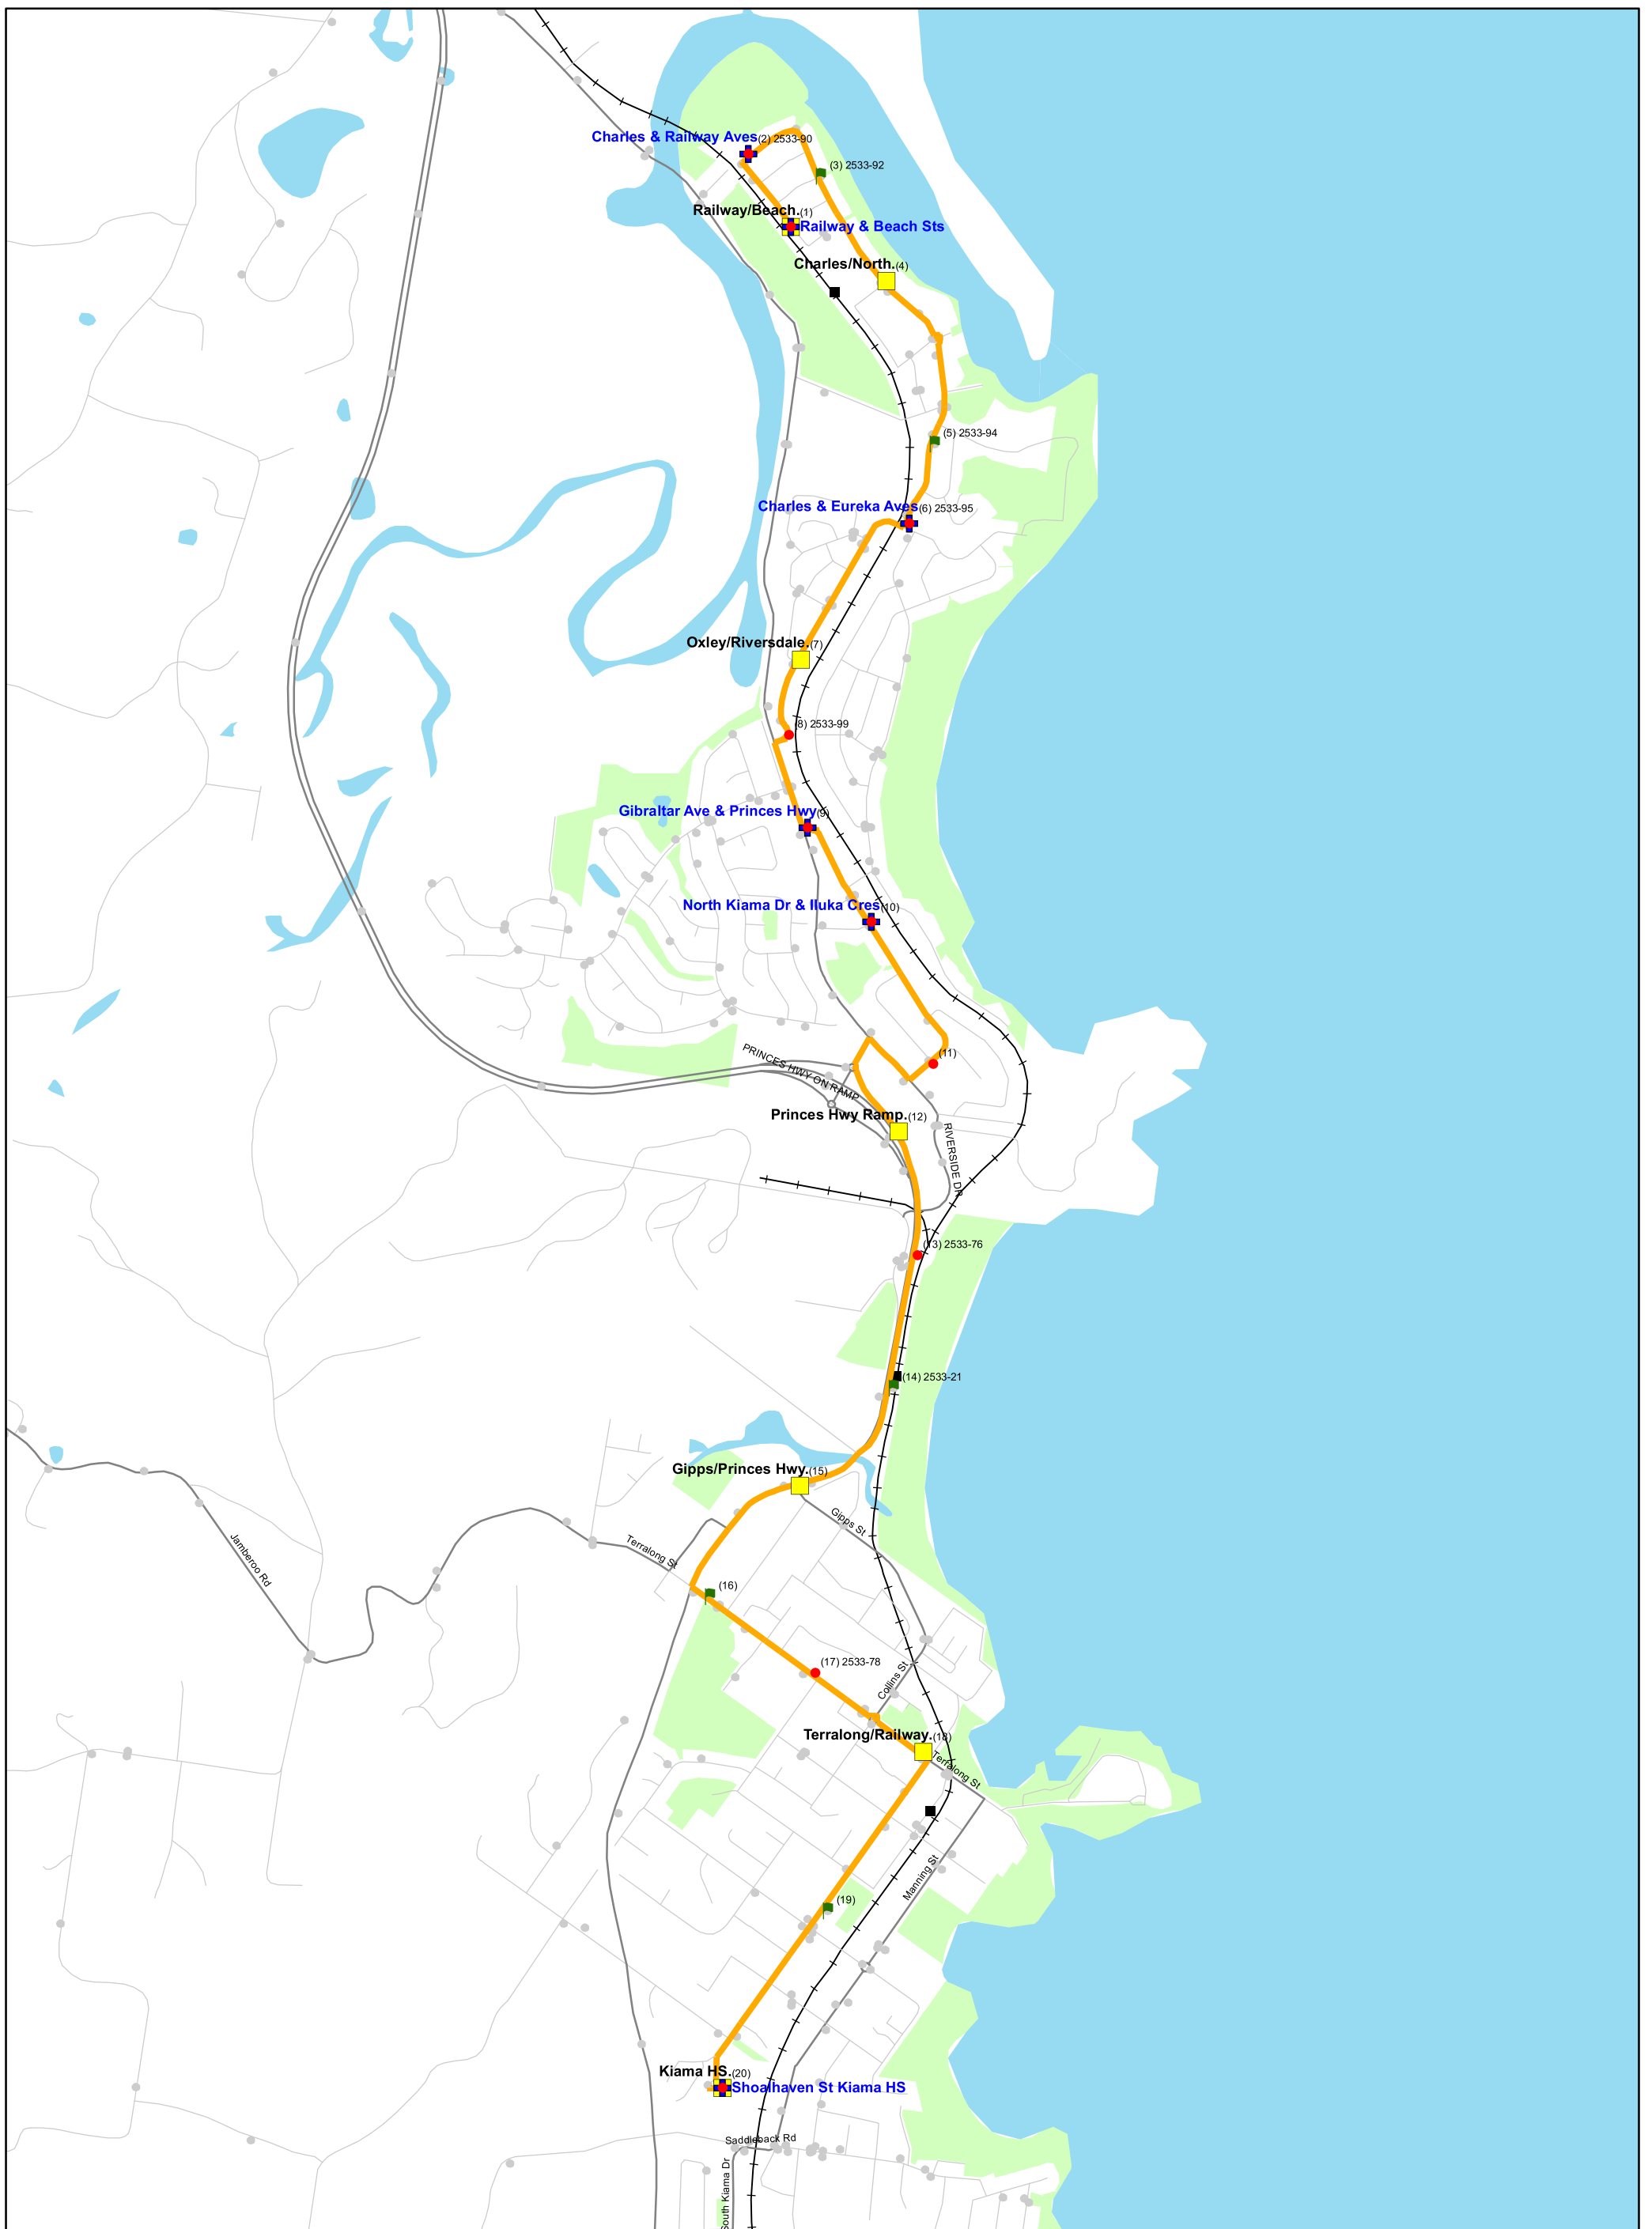 Charles & Railway Aves(2) 2533-90
(3) 2533-92
Railway/Beach.(1)
Railway & Beach Sts
Charles/North.(4)
(5) 2533-94
Charles & Eureka Aves(6) 2533-95
Oxley/Riversdale.(7)
(8) 2533-99
Gibraltar Ave & Princes Hwy(9)
North Kiama Dr & Iluka Cres(10)
(11)
PRINCES HWY ON RAMP
Princes Hwy Ramp.(12)
RIVERSIDE DR
(13) 2533-76
(14) 2533-21
Gipps/Princes Hwy.(15)
Gipps St
Terralong St
Jamberoo Rd
(16)
(17) 2533-78
Collins St
Terralong/Railway.(18)
Terralong St
Manning St
(19)
Kiama HS.(20)
Shoalhaven St Kiama HS
Saddleback Rd
South Kiama Dr